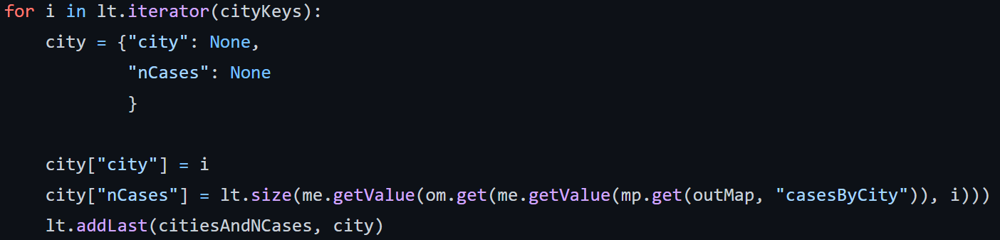 for i in lt.iterator(cityKeys):
    city = {"city": None,
            "nCases": None
            }

    city["city"] = i
    city["nCases"] = lt.size(me.getValue(om.get(me.getValue(mp.get(outMap, "casesByCity")), i)))
    lt.addLast(citiesAndNCases, city)